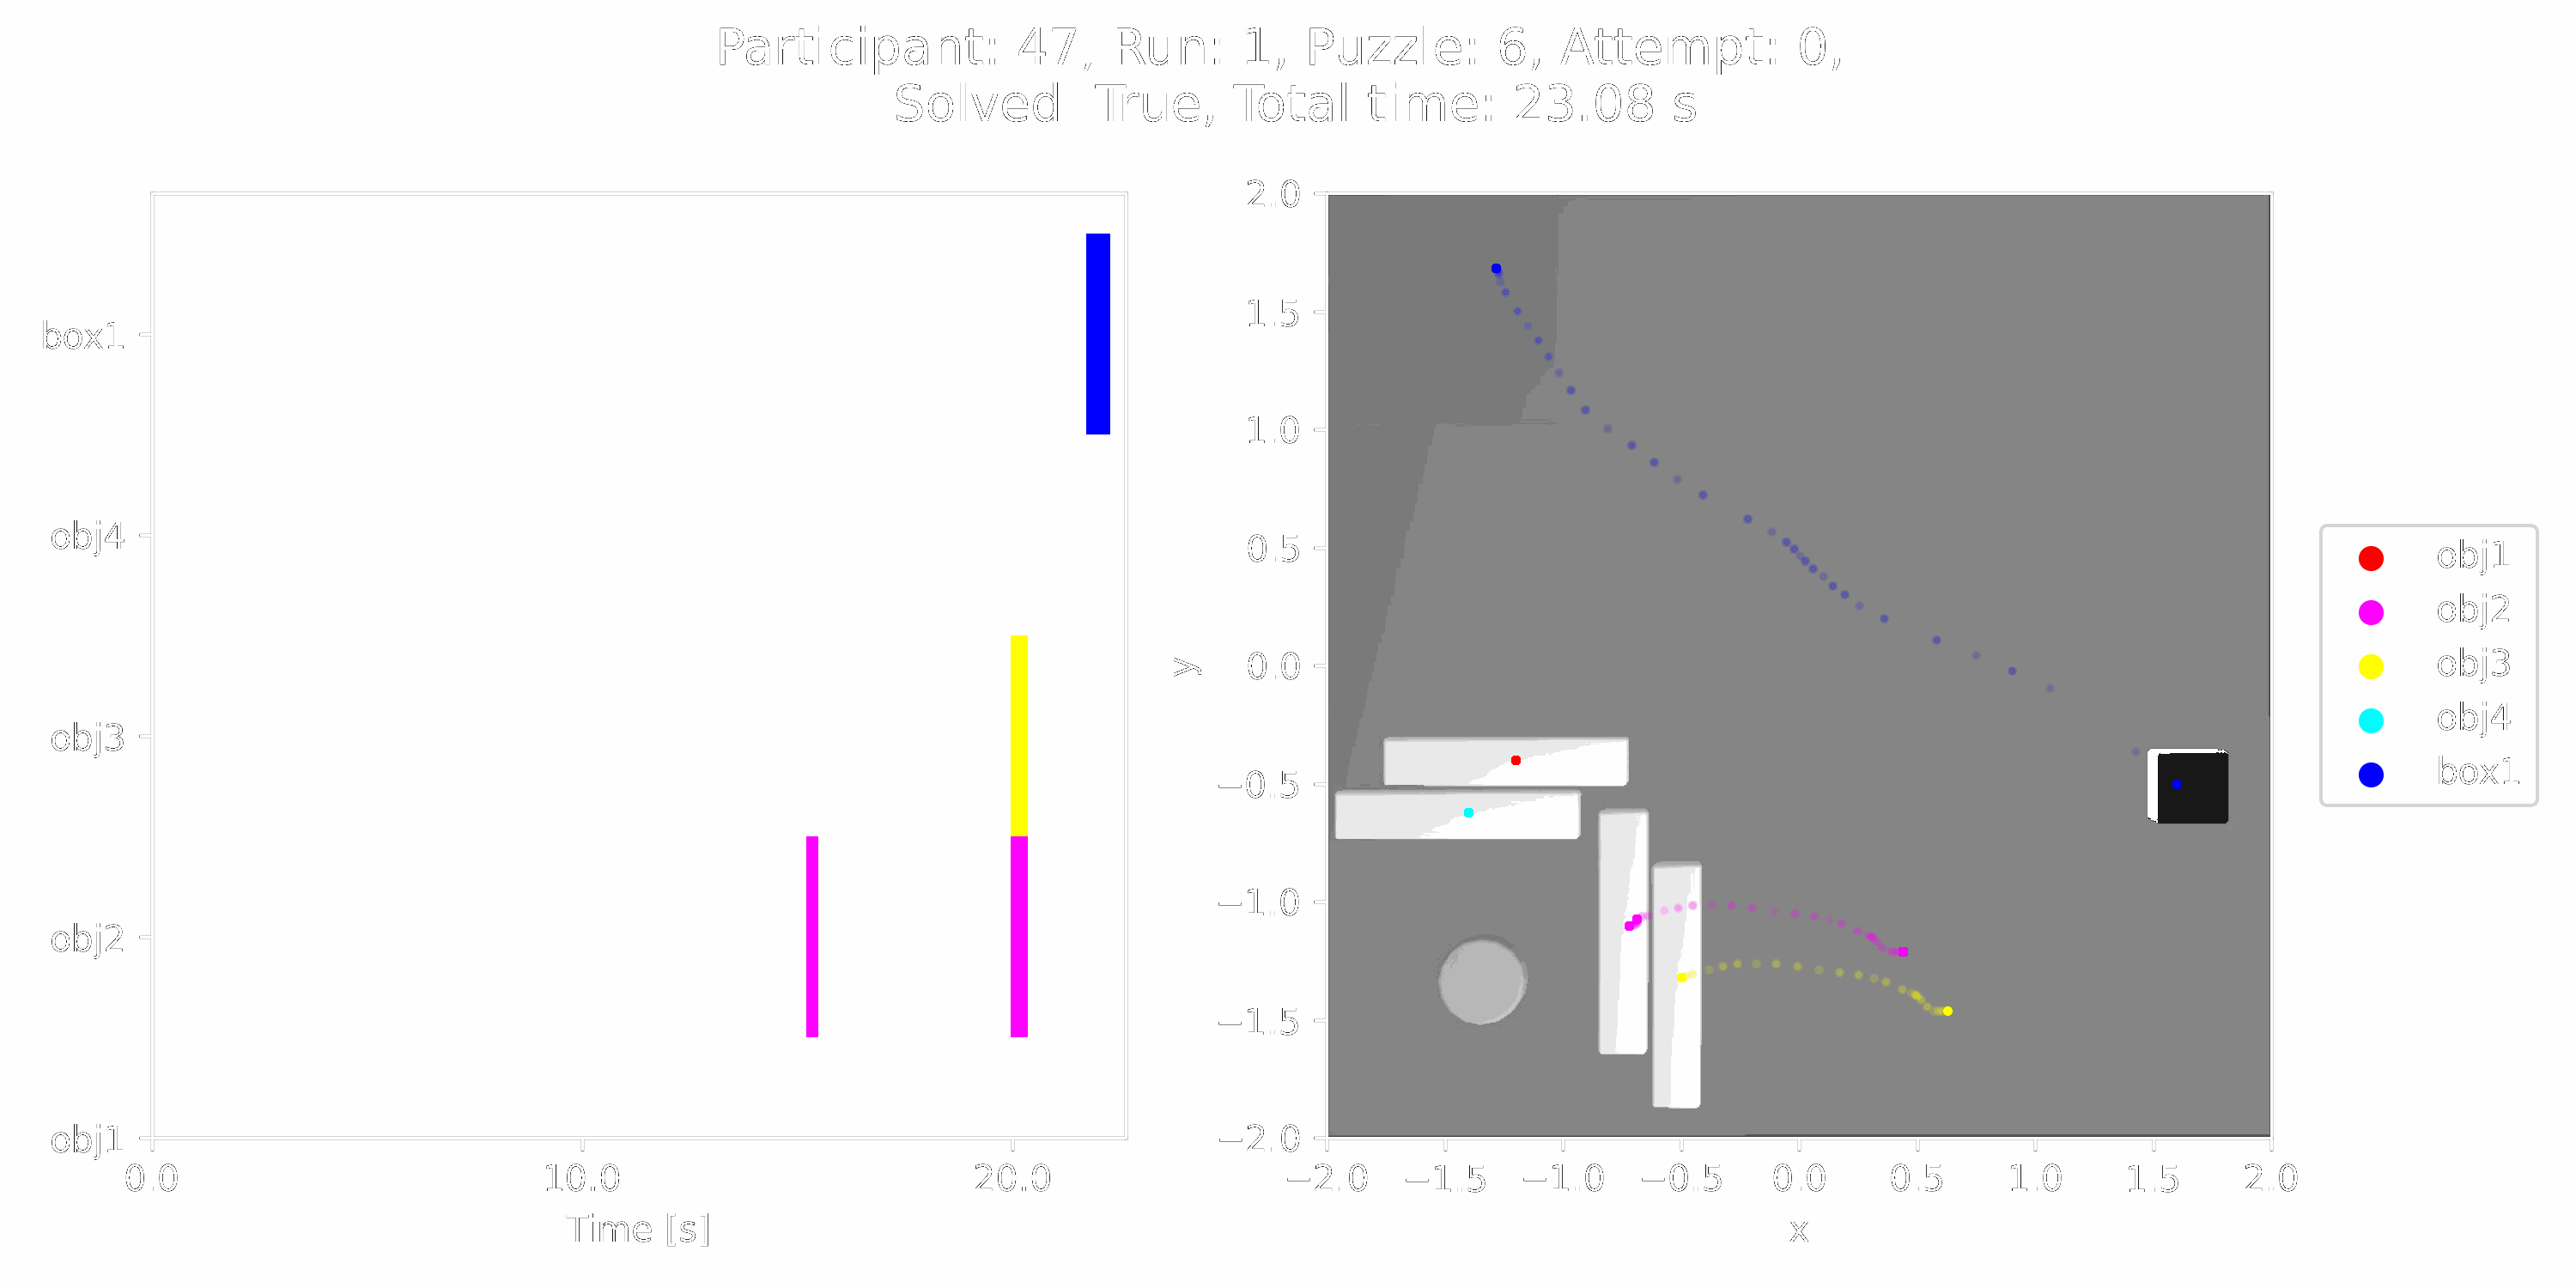 Participant: 47, Run: 1, Puzzle: 6, Attempt: 0,
Solved True, Total time: 23.08 s
box1
obj4
obj3
obj2
obj1
0.0 10.0 20.0
Time [s]
2.0
1.5
1.0
0.5
0.0
−0.5
−1.0
−1.5
−2.0
y
−2.0 −1.5 −1.0 −0.5 0.0 0.5 1.0 1.5 2.0
x
obj1
obj2
obj3
obj4
box1